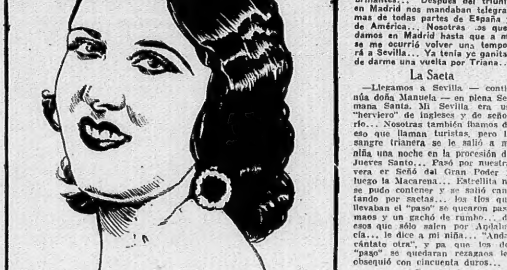 brillantes... Después del triunfo
en Madrid nos mandaban telegra-
mas de todas partes de España y
de América... Nosotras
damos en Madrid hasta que a m
se me ocurrió volver una tempo
rá a Sevilla... Ya tenía yo ganita
de darme una vuelta por Triana..
La Saeta
—Llegamos a Sevilla — conti
núa doña Manuela — en plena Se
mana Santa. Mi Sevilla era u
"herviero" de ingleses y de seño
río... Nosotras también íbamos d
eso que llaman turistas, pero l
sangre trianera se le salió a m
niña una noche en la procesión d
Jueves Santo... Pasó por nuestr
vera er Señó dal Gran Poder
luego la Macarena... Estrellita n
se pudo contener y se salió can
tando por saetas... los tíos que
llevaban el "paso" se quearon pas
maos y un gachó de rumbo... d
esos que sólo salen por Andalu
cía... le dice a mi niña... "Anda
cántate otra", y pa que los de
"paso" se quedaran rezagaos le
obsequió con cincuenta duros...